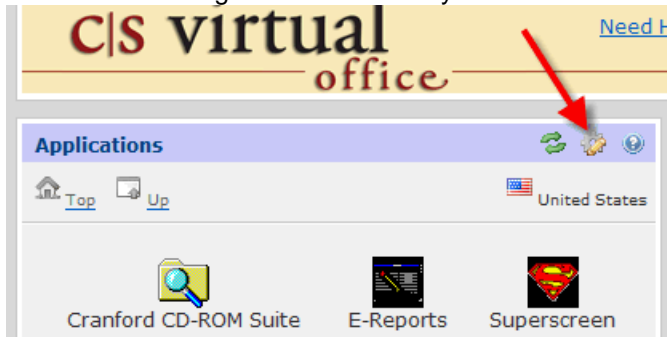 c|s virtual
office
Need H
Applications
Top Up United States
Cranford CD-ROM Suite E-Reports Superscreen